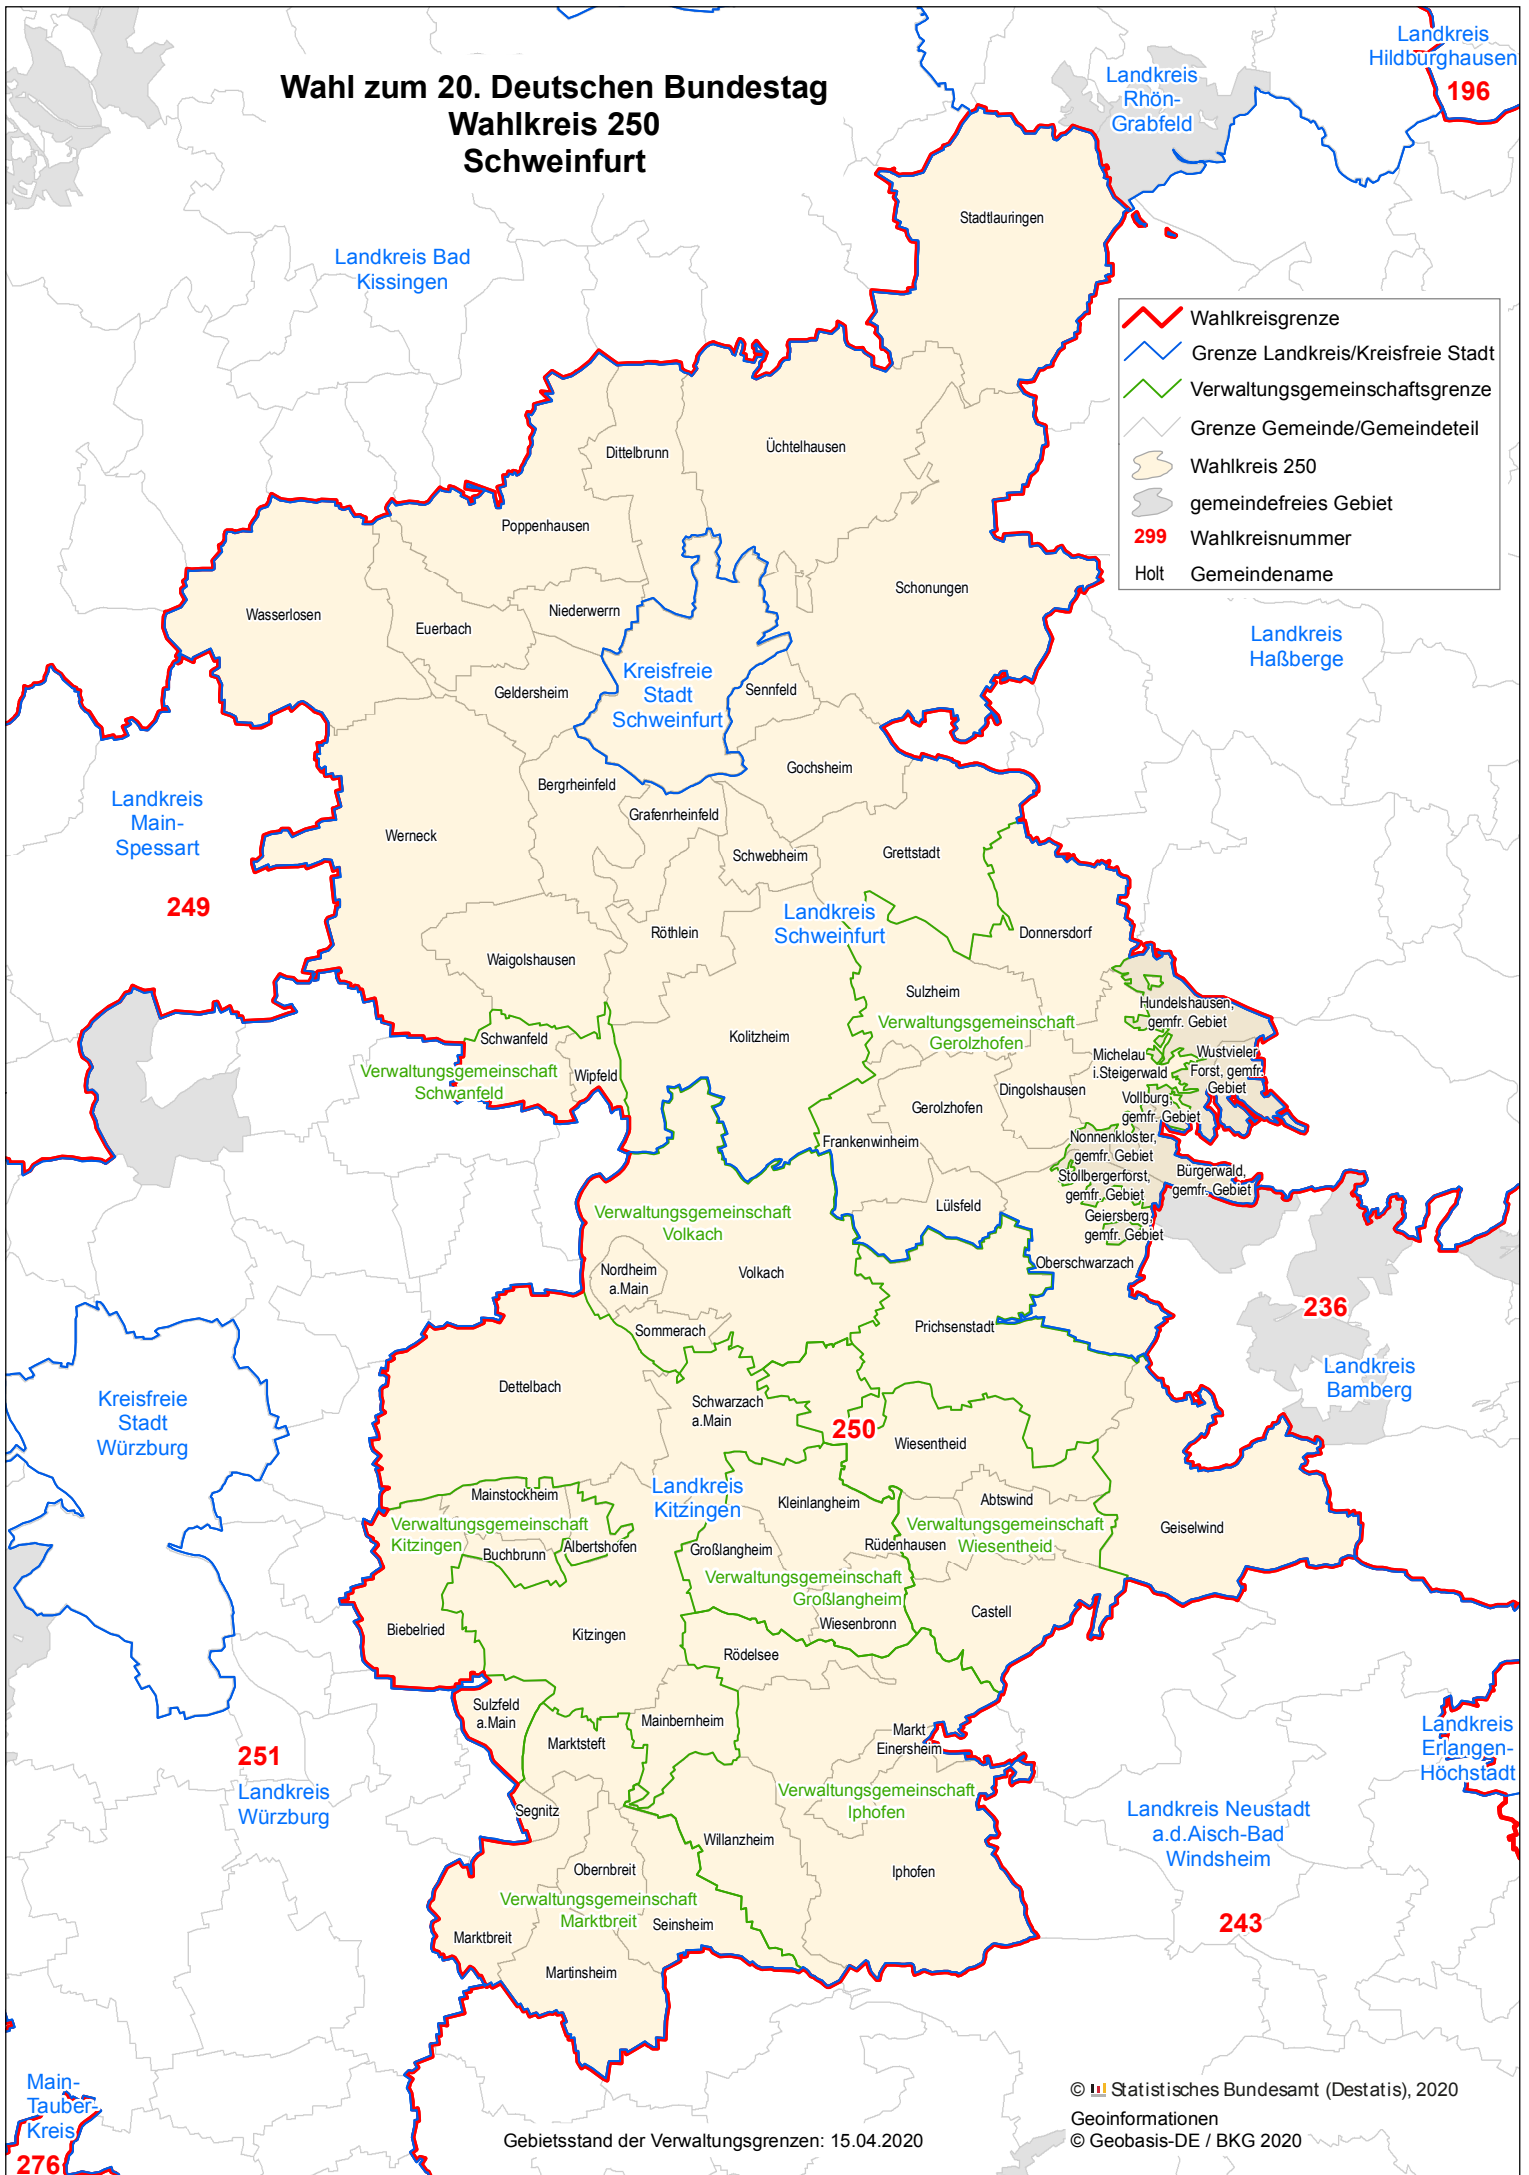 Wahl zum 20. Deutschen Bundestag
Wahlkreis 250
Schweinfurt
Landkreis
Hildburghausen
196
Landkreis
Rhön-
Grabfeld
Stadtlauringen
Landkreis Bad
Kissingen
Wahlkreisgrenze
Grenze Landkreis/Kreisfreie Stadt
Verwaltungsgemeinschaftsgrenze
Grenze Gemeinde/Gemeindeteil
Wahlkreis 250
gemeindefreies Gebiet
299 Wahlkreisnummer
Holt Gemeindename
Dittelbrunn
Üchtelhausen
Poppenhausen
Schonungen
Wasserlosen
Euerbach
Niederwerrn
Landkreis
Haßberge
Kreisfreie
Stadt
Schweinfurt
Geldersheim
Sennfeld
Gochsheim
Bergrheinfeld
Grafenrheinfeld
Landkreis
Main-
Spessart
249
Werneck
Schwebheim
Grettstadt
Landkreis
Schweinfurt
Röthlein
Donnersdorf
Waigolshausen
Sulzheim
Hundelshausen,
gemfr. Gebiet
Verwaltungsgemeinschaft
Gerolzhofen
Kolitzheim
Schwanfeld
Verwaltungsgemeinschaft
Schwanfeld
Wipfeld
Michelau
i.Steigerwald
Wustvieler
Forst, gemfr.
Gebiet
Dingolshausen
Vollburg,
gemfr. Gebiet
Gerolzhofen
Frankenwinheim
Nonnenkloster,
gemfr. Gebiet
Stollbergerforst,
gemfr. Gebiet
Bürgerwald,
gemfr. Gebiet
Lülsfeld
Geiersberg,
gemfr. Gebiet
Verwaltungsgemeinschaft
Volkach
Oberschwarzach
Nordheim
a.Main
Volkach
Sommerach
Prichsenstadt
236
Landkreis
Bamberg
Dettelbach
Schwarzach
a.Main
Kreisfreie
Stadt
Würzburg
250
Wiesentheid
Landkreis
Kitzingen
Mainstockheim
Kleinlangheim
Abtswind
Verwaltungsgemeinschaft
Kitzingen
Albertshofen
Buchbrunn
Großlangheim
Rüdenhausen
Verwaltungsgemeinschaft
Wiesentheid
Geiselwind
Verwaltungsgemeinschaft
Großlangheim
Wiesenbronn
Castell
Biebelried
Kitzingen
Rödelsee
Sulzfeld
a.Main
Mainbernheim
Marktsteft
Markt
Einersheim
Landkreis
Erlangen-
Höchstadt
251
Landkreis
Würzburg
Verwaltungsgemeinschaft
Iphofen
Segnitz
Landkreis Neustadt
a.d.Aisch-Bad
Windsheim
Willanzheim
Obernbreit
Iphofen
Verwaltungsgemeinschaft
Marktbreit
Seinsheim
Marktbreit
243
Martinsheim
Main-
Tauber-
Kreis
276
Gebietsstand der Verwaltungsgrenzen: 15.04.2020
© Statistisches Bundesamt (Destatis), 2020
Geoinformationen
© Geobasis-DE / BKG 2020